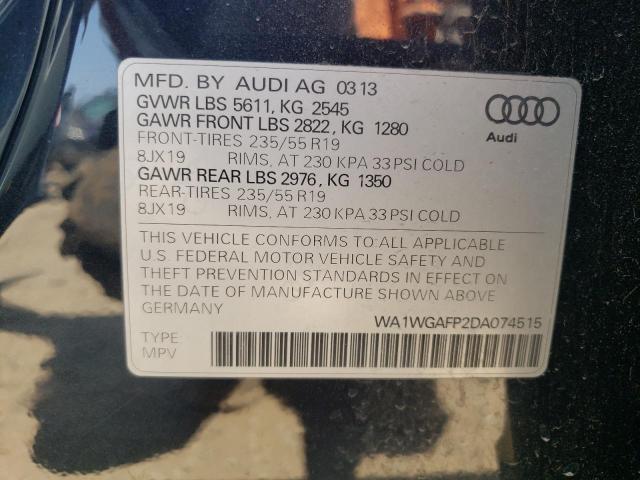 MFD. BY AUDI AG 03 13
GVWR LBS 5611, KG 2545
GAWR FRONT LBS 2822, KG 1280
FRONT-TIRES 235/55 R19
8JX19 RIMS, AT 230 KPA 33 PSI COLD
GAWR REAR LBS 2976, KG 1350
REAR-TIRES 235/55 R19
8JX19 RIMS, AT 230 KPA 33 PSI COLD
Audi
THIS VEHICLE CONFORMS TO ALL APPLICABLE
U.S. FEDERAL MOTOR VEHICLE SAFETY AND
THEFT PREVENTION STANDARDS IN EFFECT ON
THE DATE OF MANUFACTURE SHOWN ABOVE
GERMANY
WA1WGAFP2DA074515
TYPE
MPV